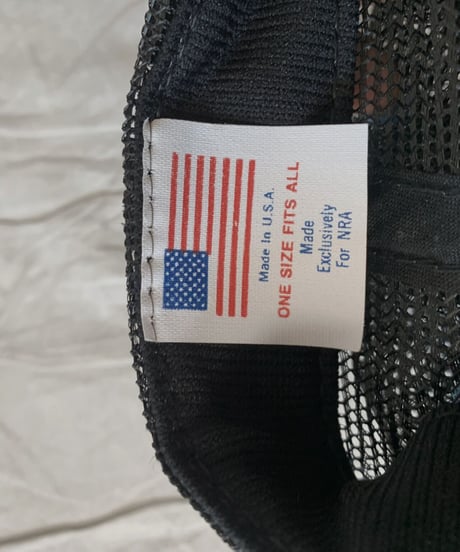 Made In U.S.A.
ONE SIZE FITS ALL
Made
Exclusively
For NRA